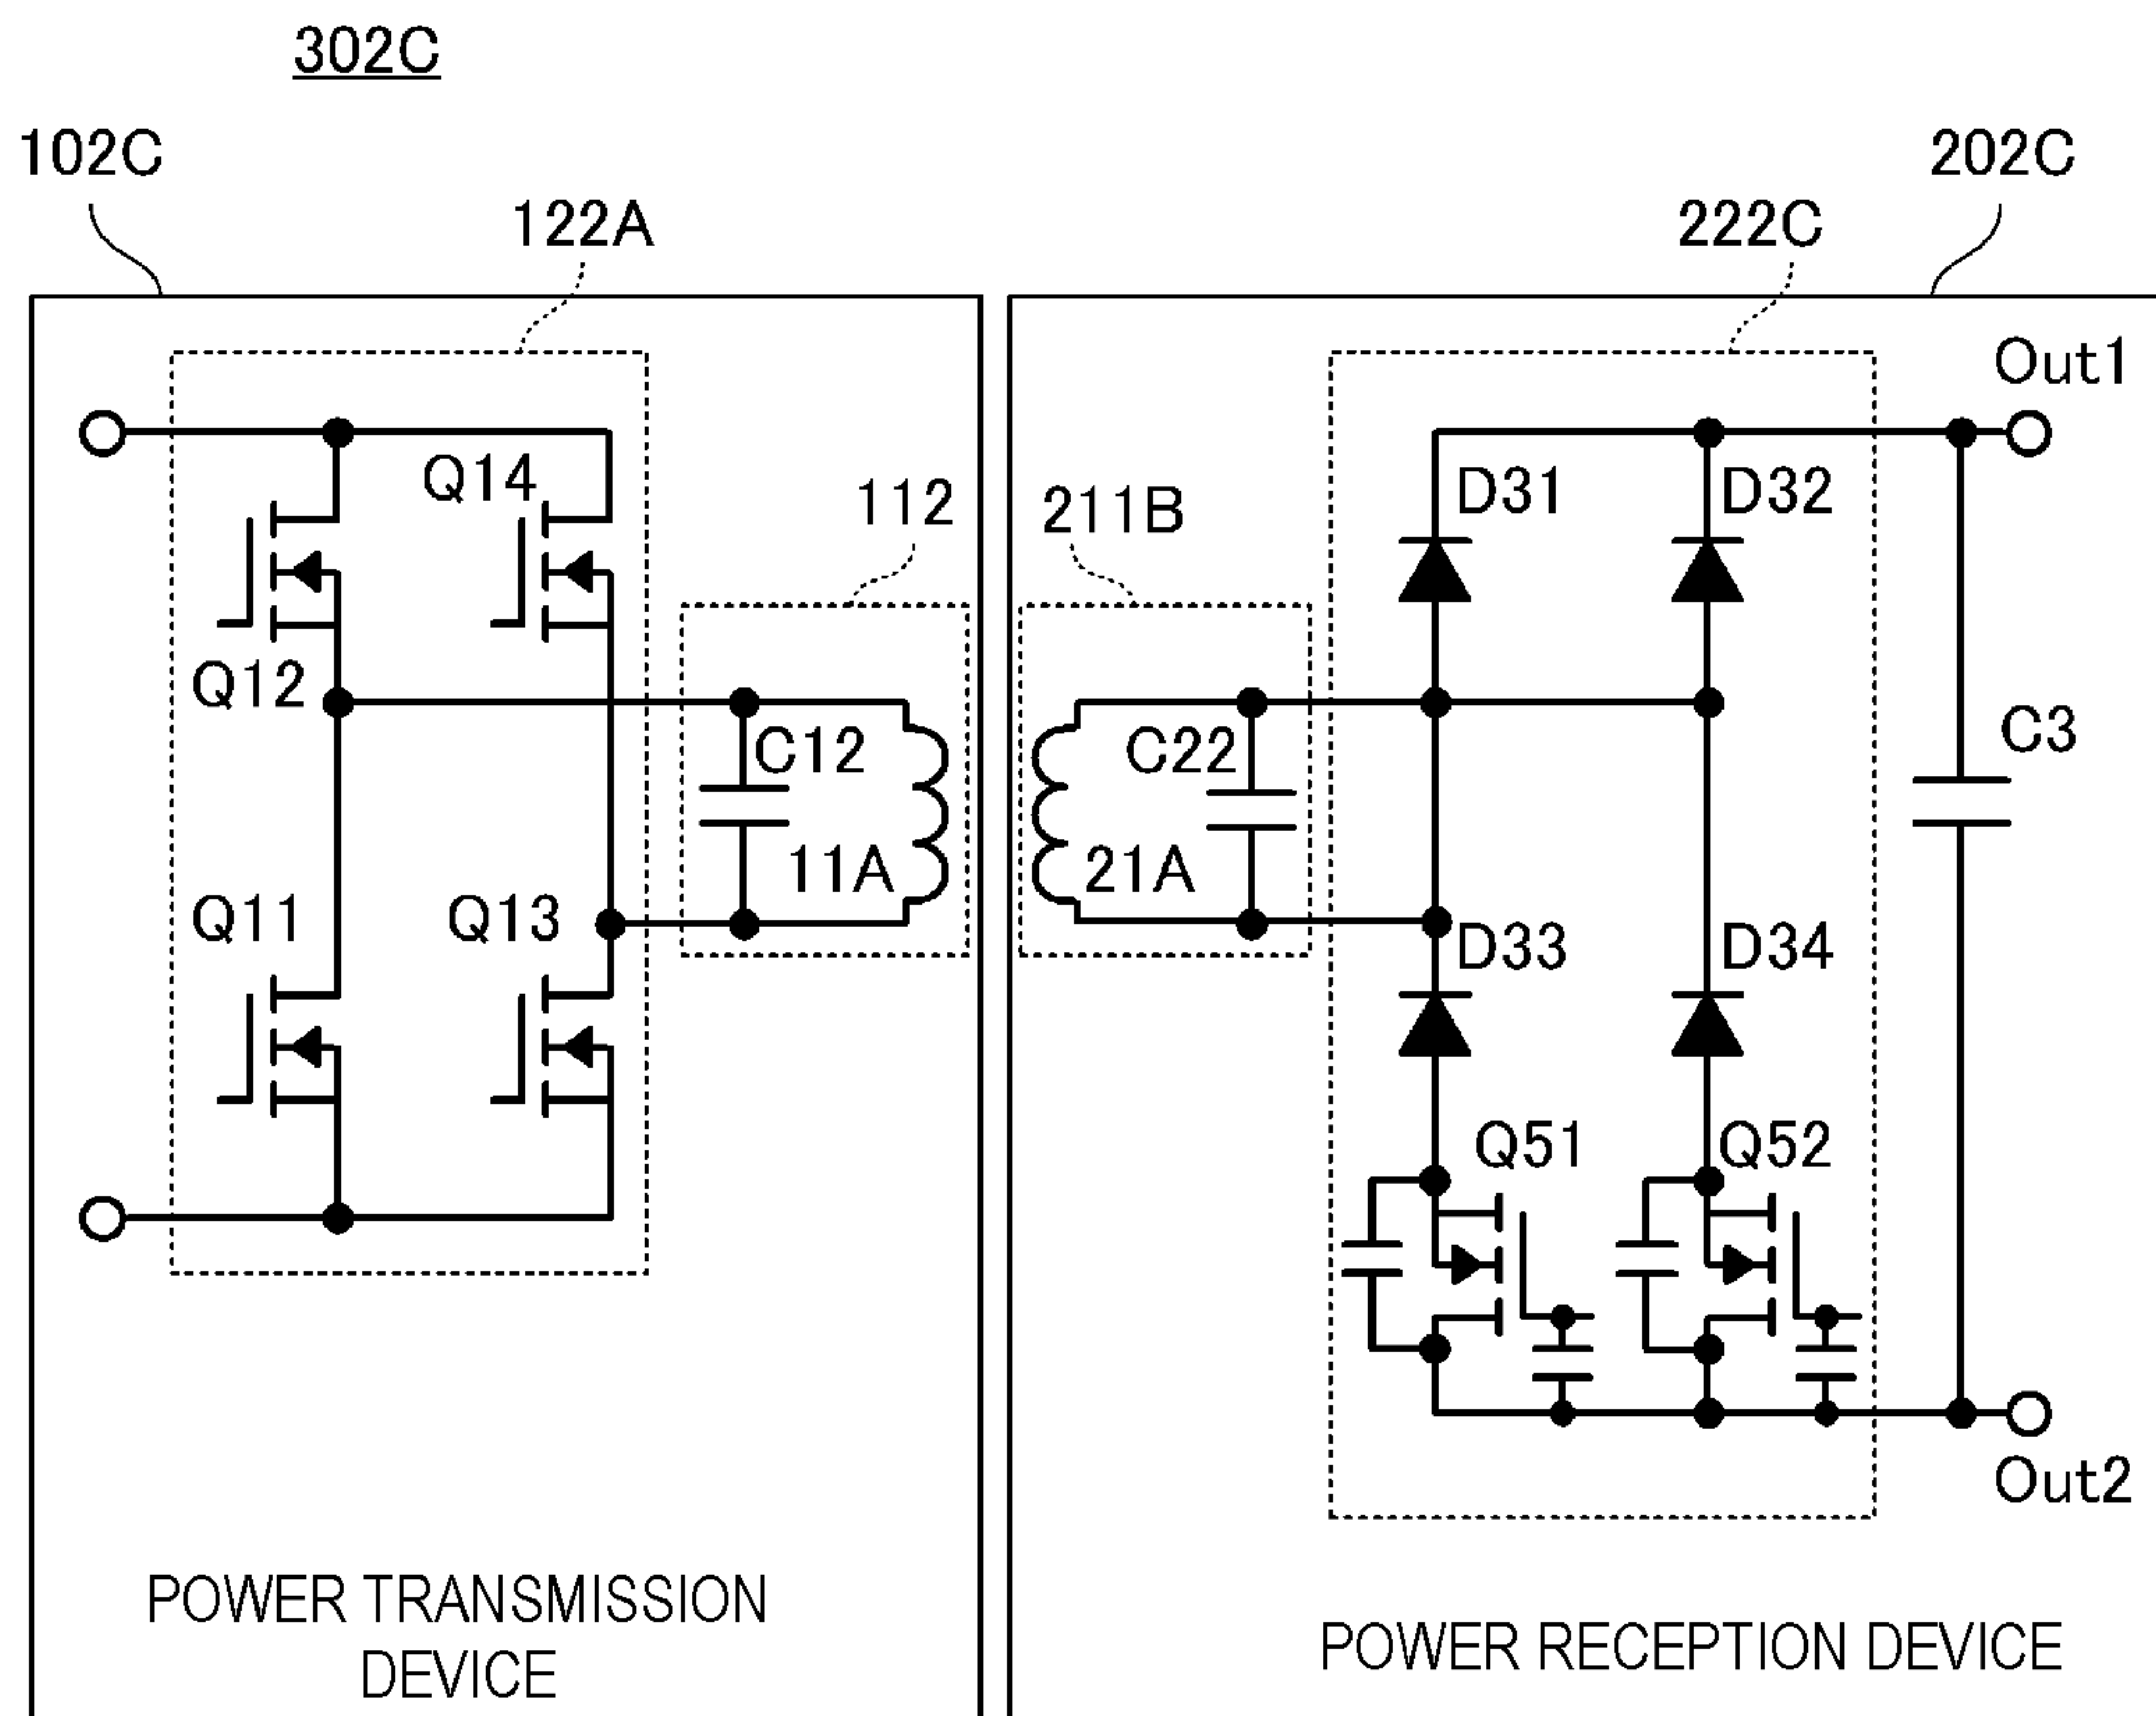 302C
102C
202C
122A
222C
Out1
Q14
D31
D32
112
211B
Q12
C12
C22
C3
11A
21A
Q11
Q13
D33
D34
Q51
Q52
Out2
POWER TRANSMISSION
DEVICE
POWER RECEPTION DEVICE